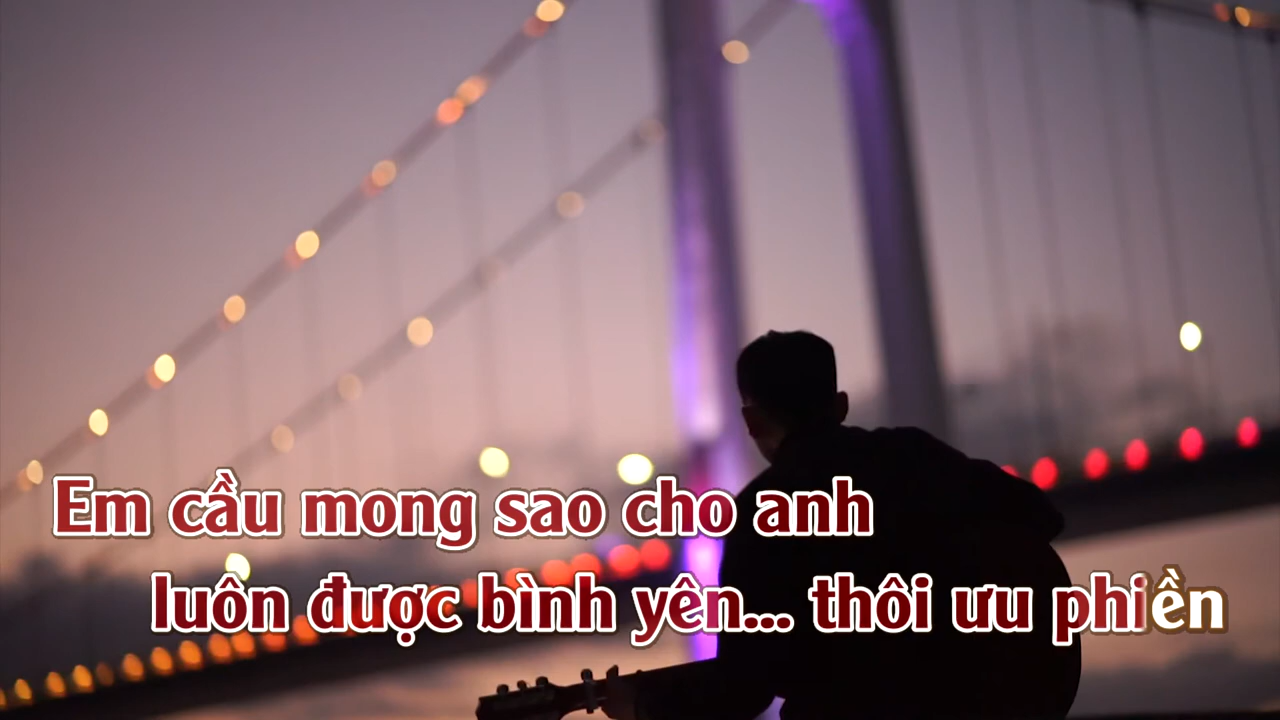 Em cầu mong sao cho anh
luôn được bình yên... thôi ưu phiền